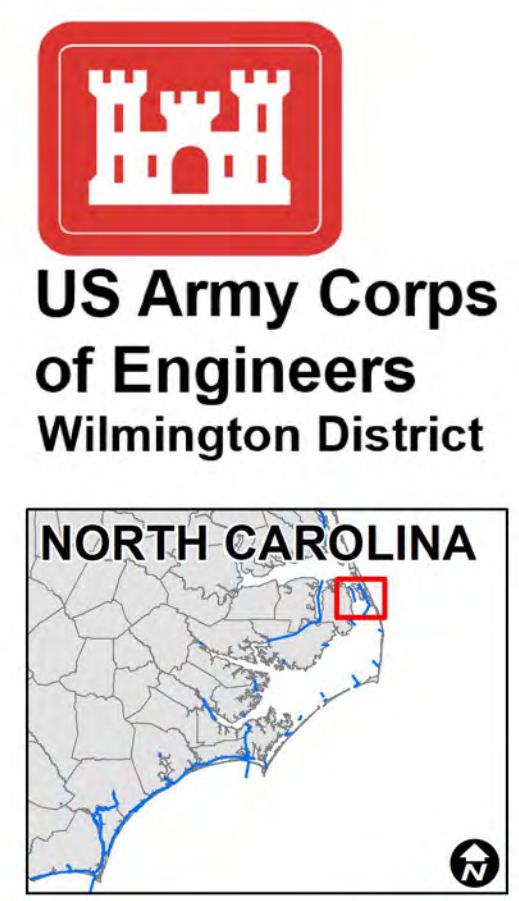 US Army Corps
of Engineers
Wilmington District
NORTH CAROLINA
N